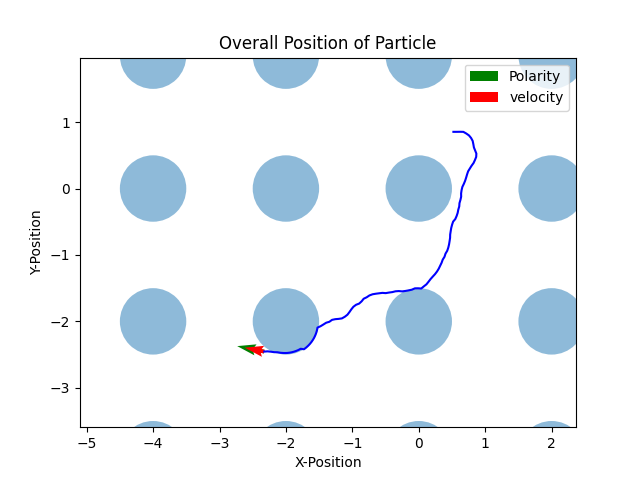 Overall Position of Particle
Polarity
velocity
1
0
−1
−2
−3
Y-Position
−5 −4 −3 −2 −1 0 1 2
X-Position